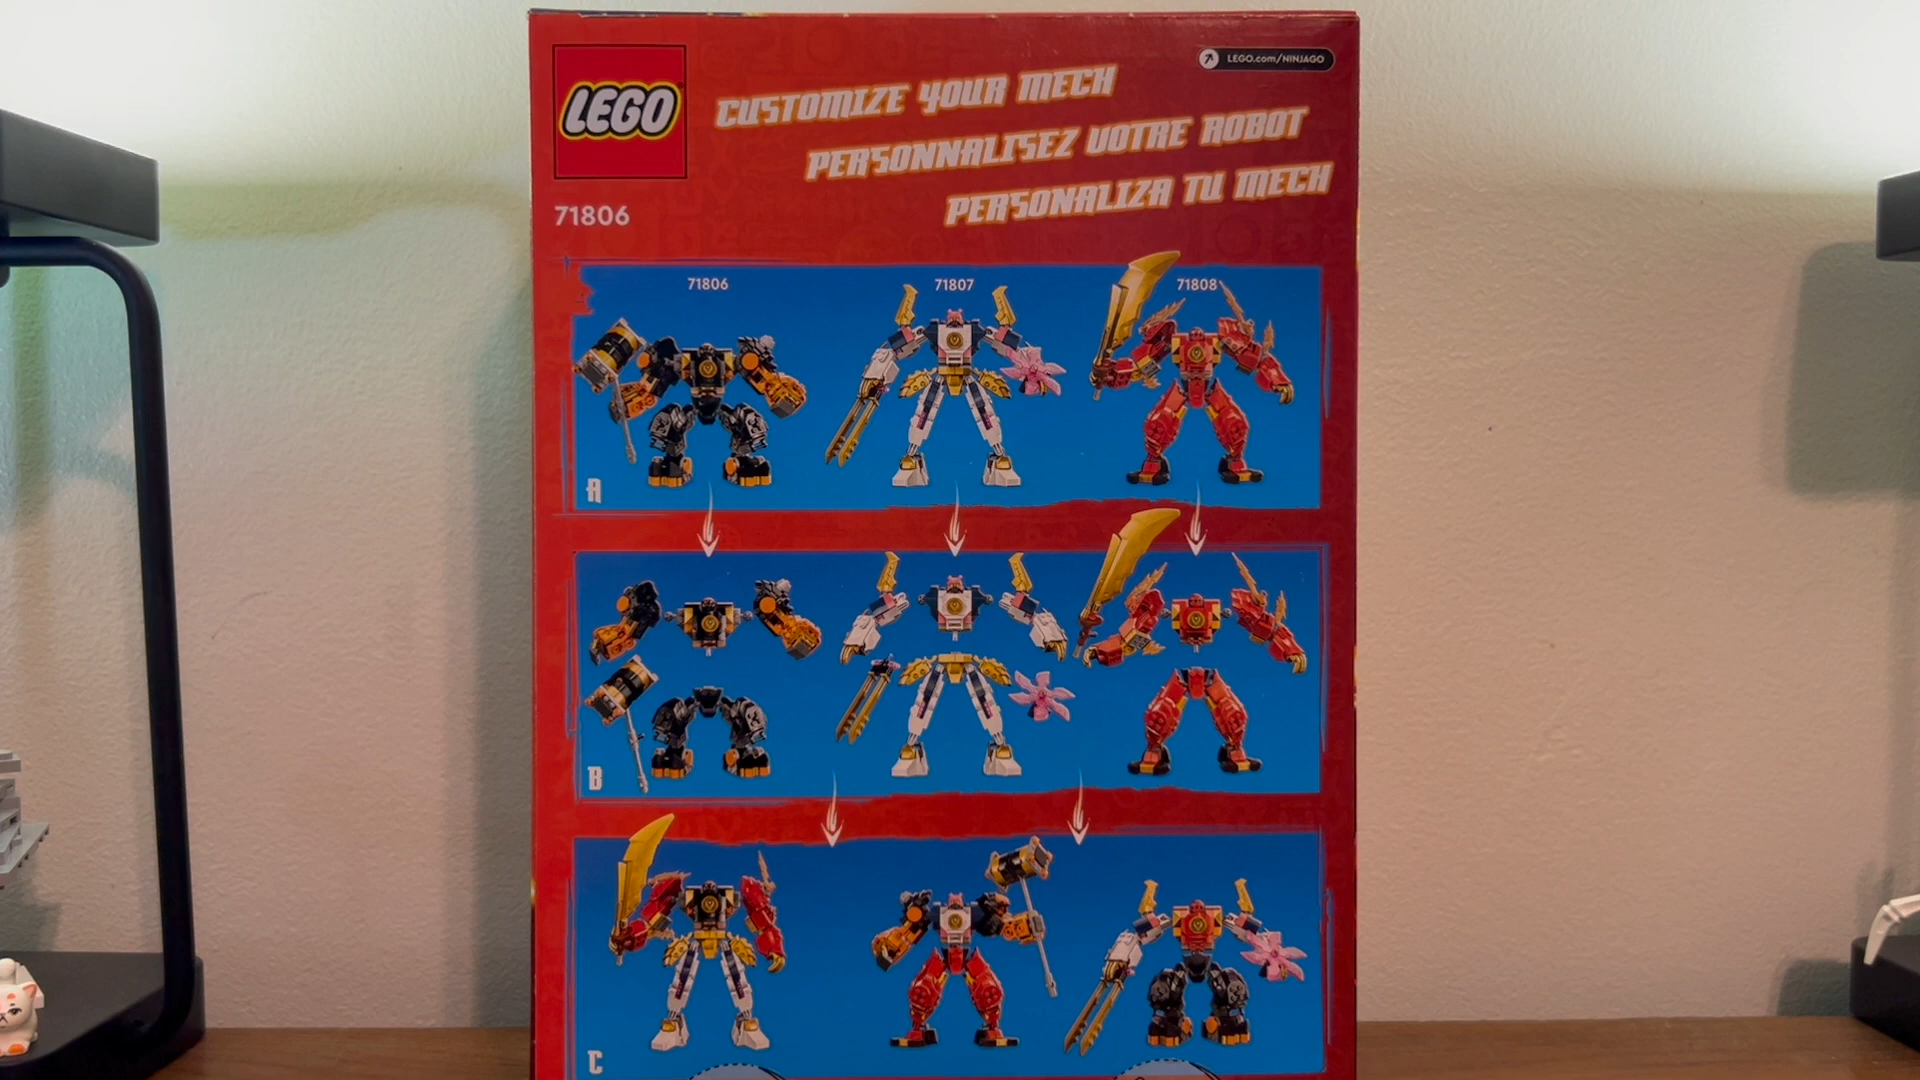 LEGO
LEGO.com/NINJAGO
CUSTOMIZE YOUR MECH
PERSONNALISEZ VOTRE ROBOT
PERSONALIZA TU MECH
71806
71806 71807 71808
A
B
C